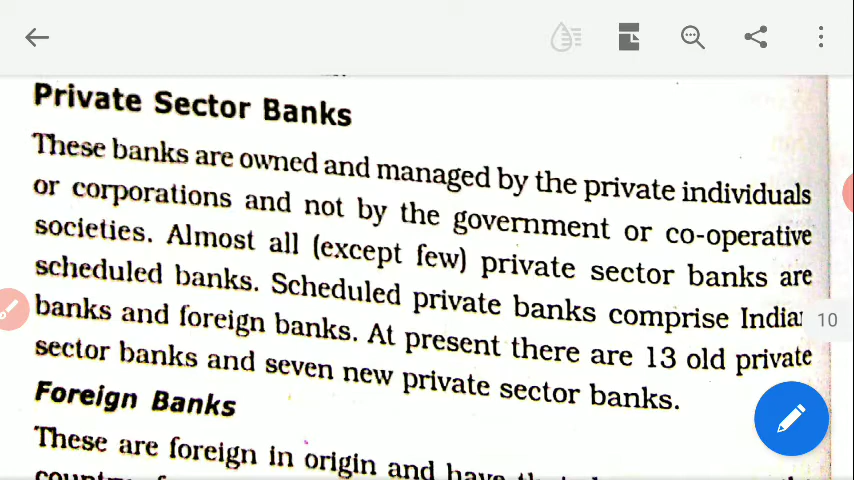 Private Sector Banks
These banks are owned and managed by the private individuals
or corporations and not by the government or co-operative
societies. Almost all (except few) private sector banks are
scheduled banks. Scheduled private banks comprise Indian
banks and foreign banks. At present there are 13 old private
sector banks and seven new private sector banks.
10
Foreign Banks
These are foreign in origin and have
country